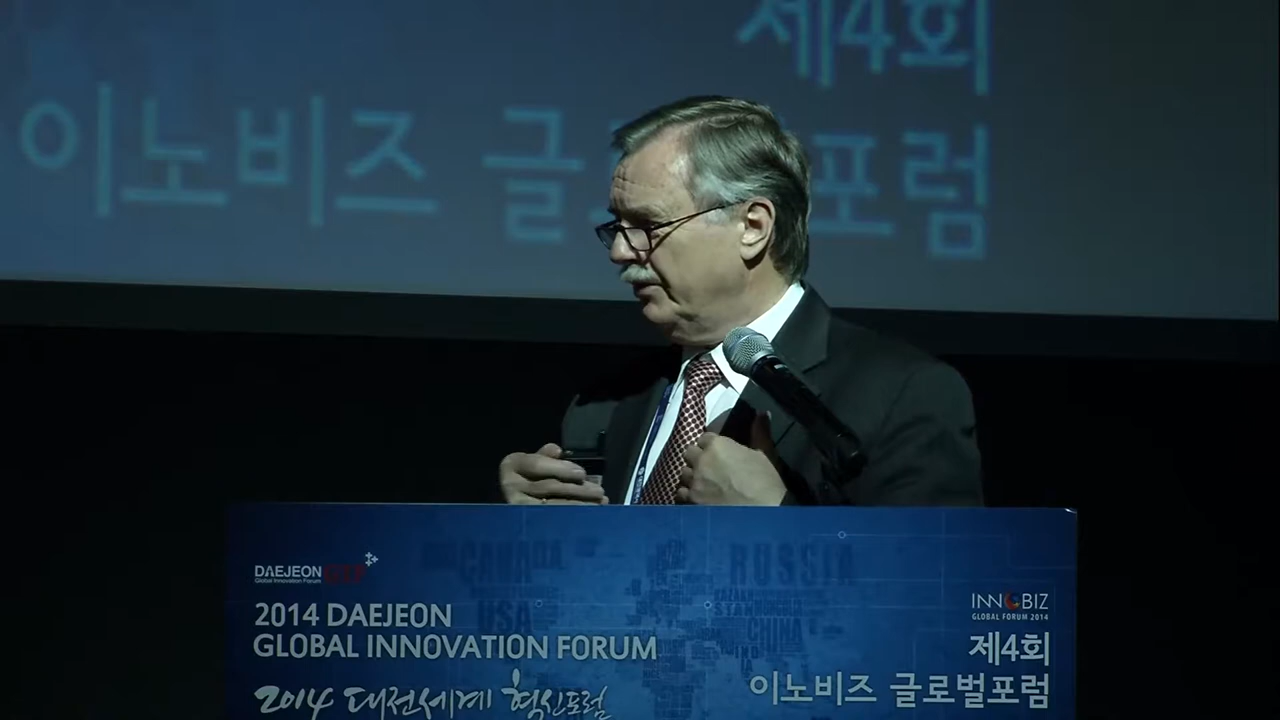 제4회
이노비즈 글 포럼
DAEJEON GIF
Global Innovation Forum
2014 DAEJEON
GLOBAL INNOVATION FORUM
2014 대전세계 혁신포럼
INNOBIZ
GLOBAL FORUM 2014
제4회
이노비즈 글로벌포럼
CANADA
RUSSIA
USA
CHINA